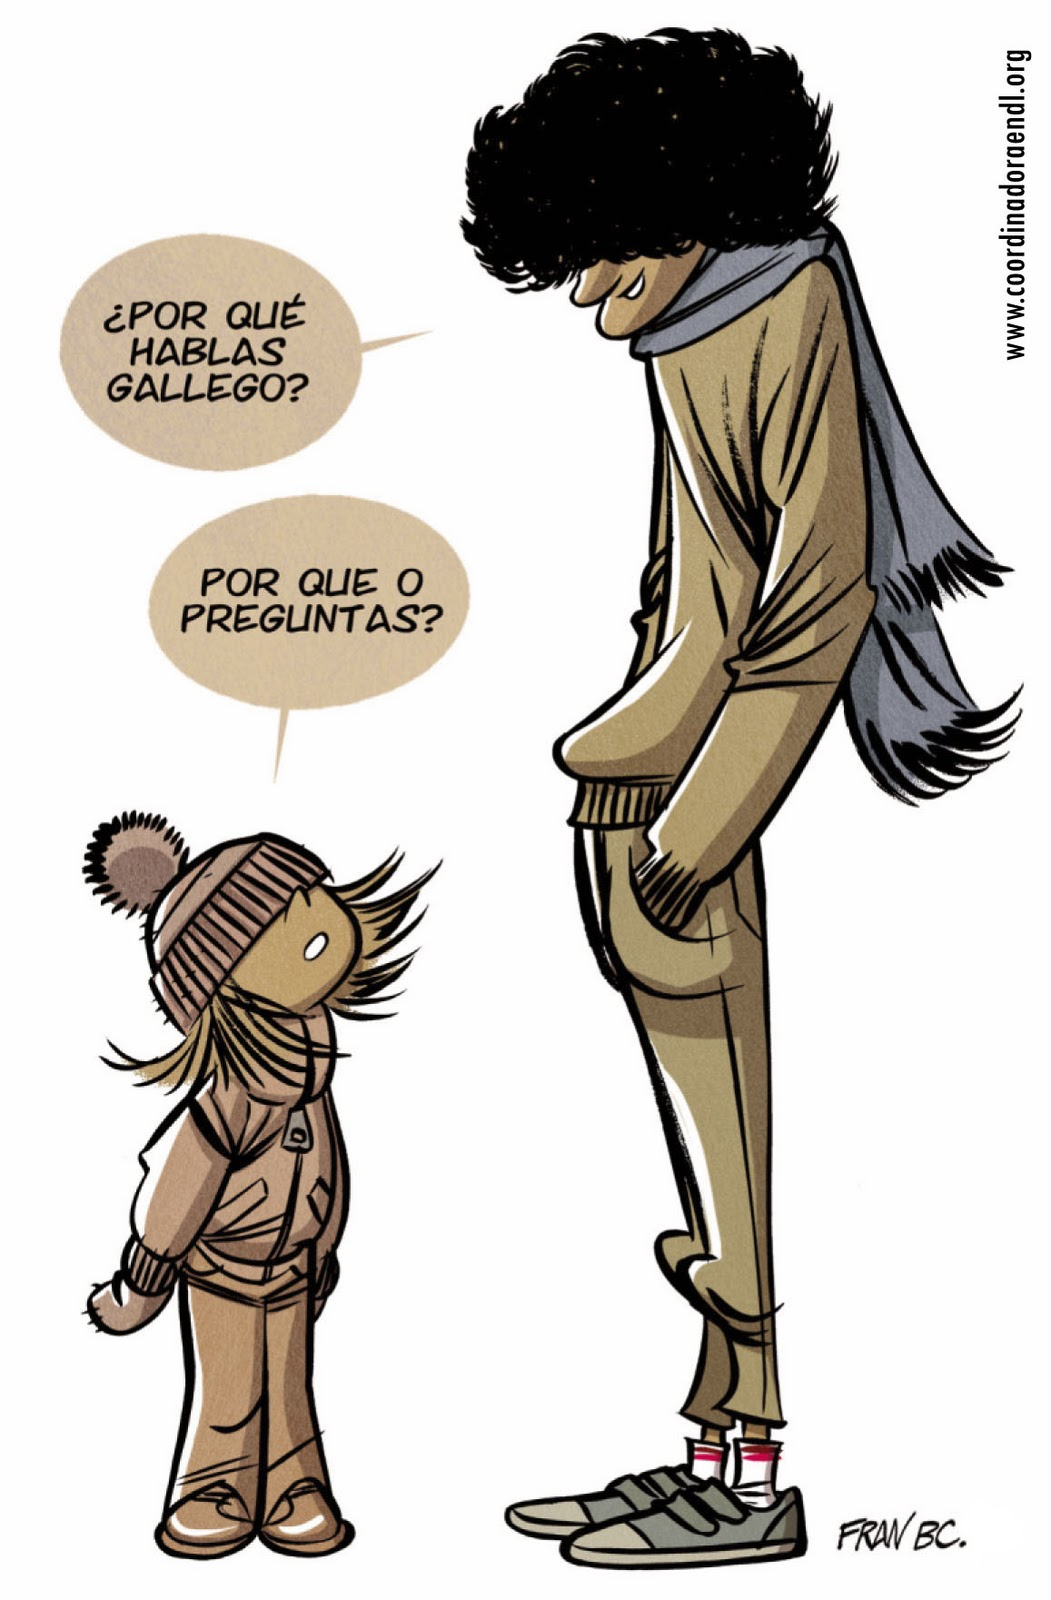 ¿POR QUÉ
HABLAS
GALLEGO?
POR QUE O
PREGUNTAS?
www.coordinadoraendl.org
FRAN BC.